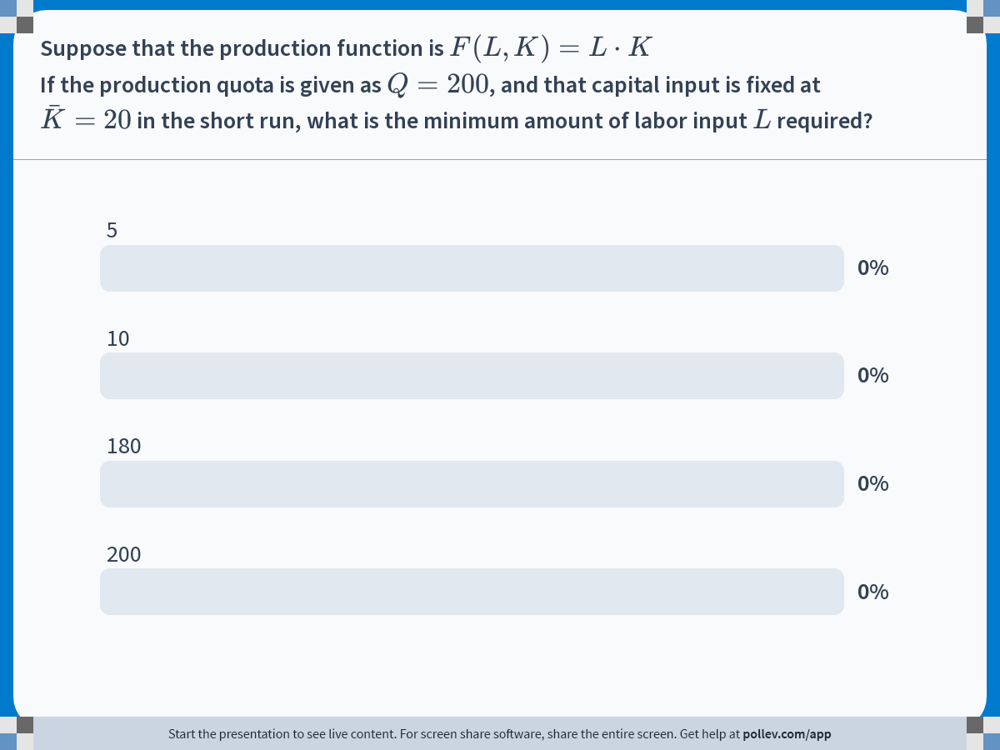 Suppose that the production function is F(L, K) = L · K
If the production quota is given as Q = 200, and that capital input is fixed at
K̄ = 20 in the short run, what is the minimum amount of labor input L required?
5
0%
10
0%
180
0%
200
0%
Start the presentation to see live content. For screen share software, share the entire screen. Get help at pollev.com/app